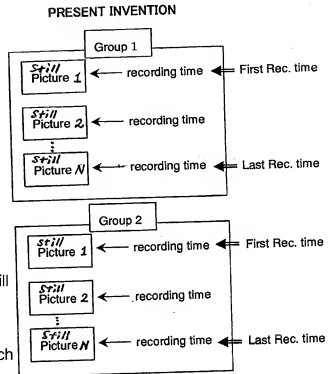 PRESENT INVENTION
Group 1
Still
Picture 1 recording time First Rec. time
Still
Picture 2 recording time
Still
Picture N recording time Last Rec. time
Group 2
Still
Picture 1 recording time First Rec. time
ill
Still
Picture 2 recording time
Still
Picture N recording time Last Rec. time
ch